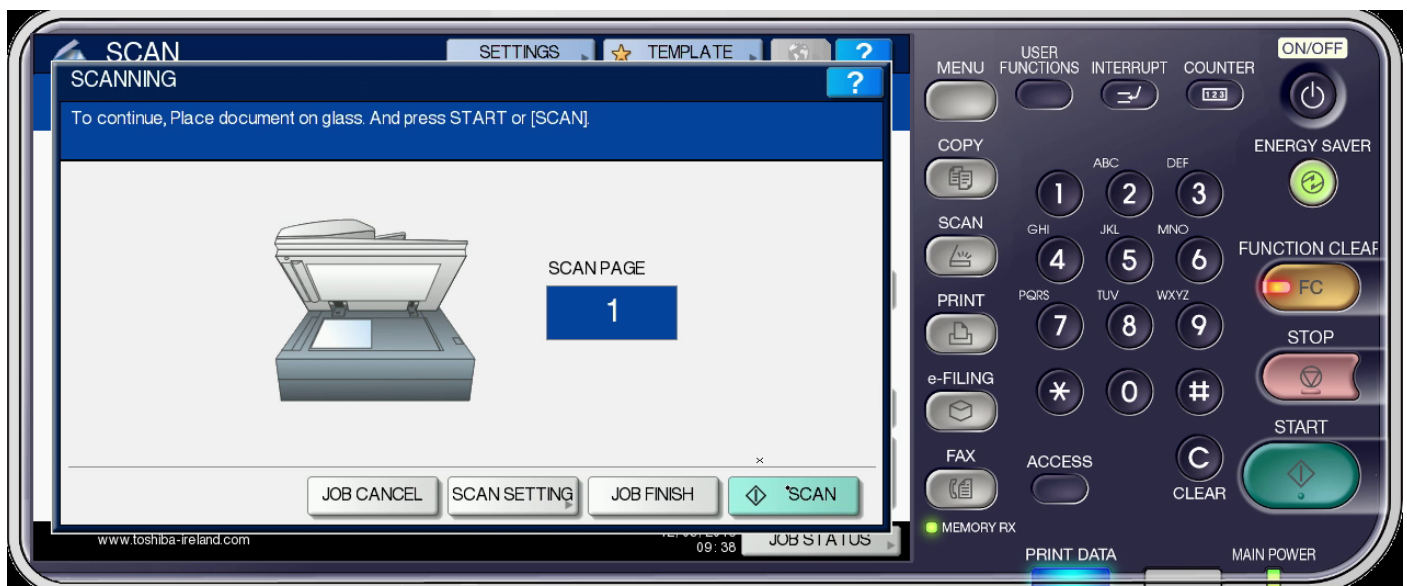 SCAN
SETTINGS
TEMPLATE
?
SCANNING
?
To continue, Place document on glass. And press START or [SCAN].
SCAN PAGE
1
JOB CANCEL
SCAN SETTING
JOB FINISH
SCAN
www.toshiba-ireland.com
09:38
JOB STATUS
MENU
USER
FUNCTIONS
INTERRUPT
COUNTER
123
ON/OFF
COPY
ENERGY SAVER
ABC
DEF
1
2
3
SCAN
GHI
JKL
MNO
4
5
6
FUNCTION CLEAR
FC
PRINT
PQRS
TUV
WXYZ
7
8
9
STOP
e-FILING
*
0
#
START
FAX
ACCESS
C
CLEAR
MEMORY RX
PRINT DATA
MAIN POWER